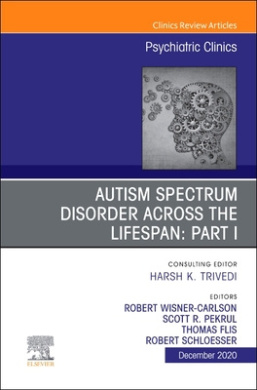 Clinics Review Articles
Psychiatric Clinics
AUTISM SPECTRUM
DISORDER ACROSS THE
LIFESPAN: PART I
CONSULTING EDITOR
HARSH K. TRIVEDI
EDITORS
ROBERT WISNER-CARLSON
SCOTT R. PEKRUL
THOMAS FLIS
ROBERT SCHLOESSER
December 2020
ELSEVIER